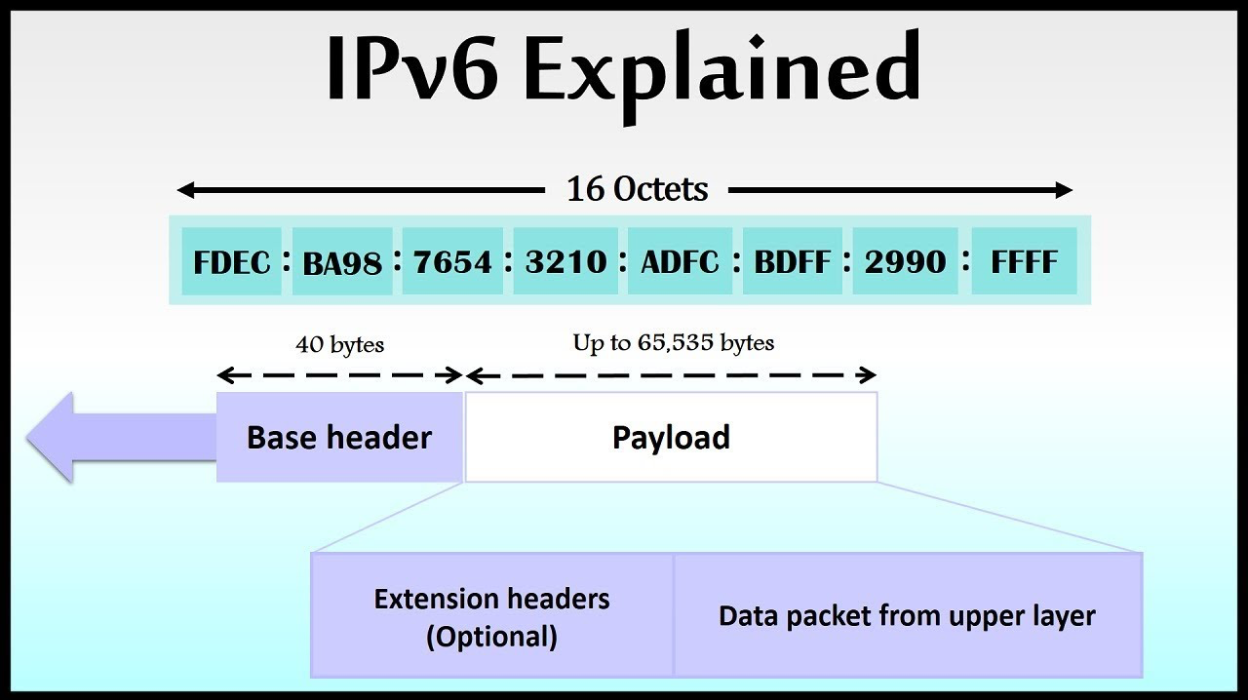 IPv6 Explained
16 Octets
FDEC : BA98 : 7654 : 3210 : ADFC : BDFF : 2990 : FFFF
40 bytes
Up to 65,535 bytes
Base header
Payload
Extension headers
(Optional)
Data packet from upper layer